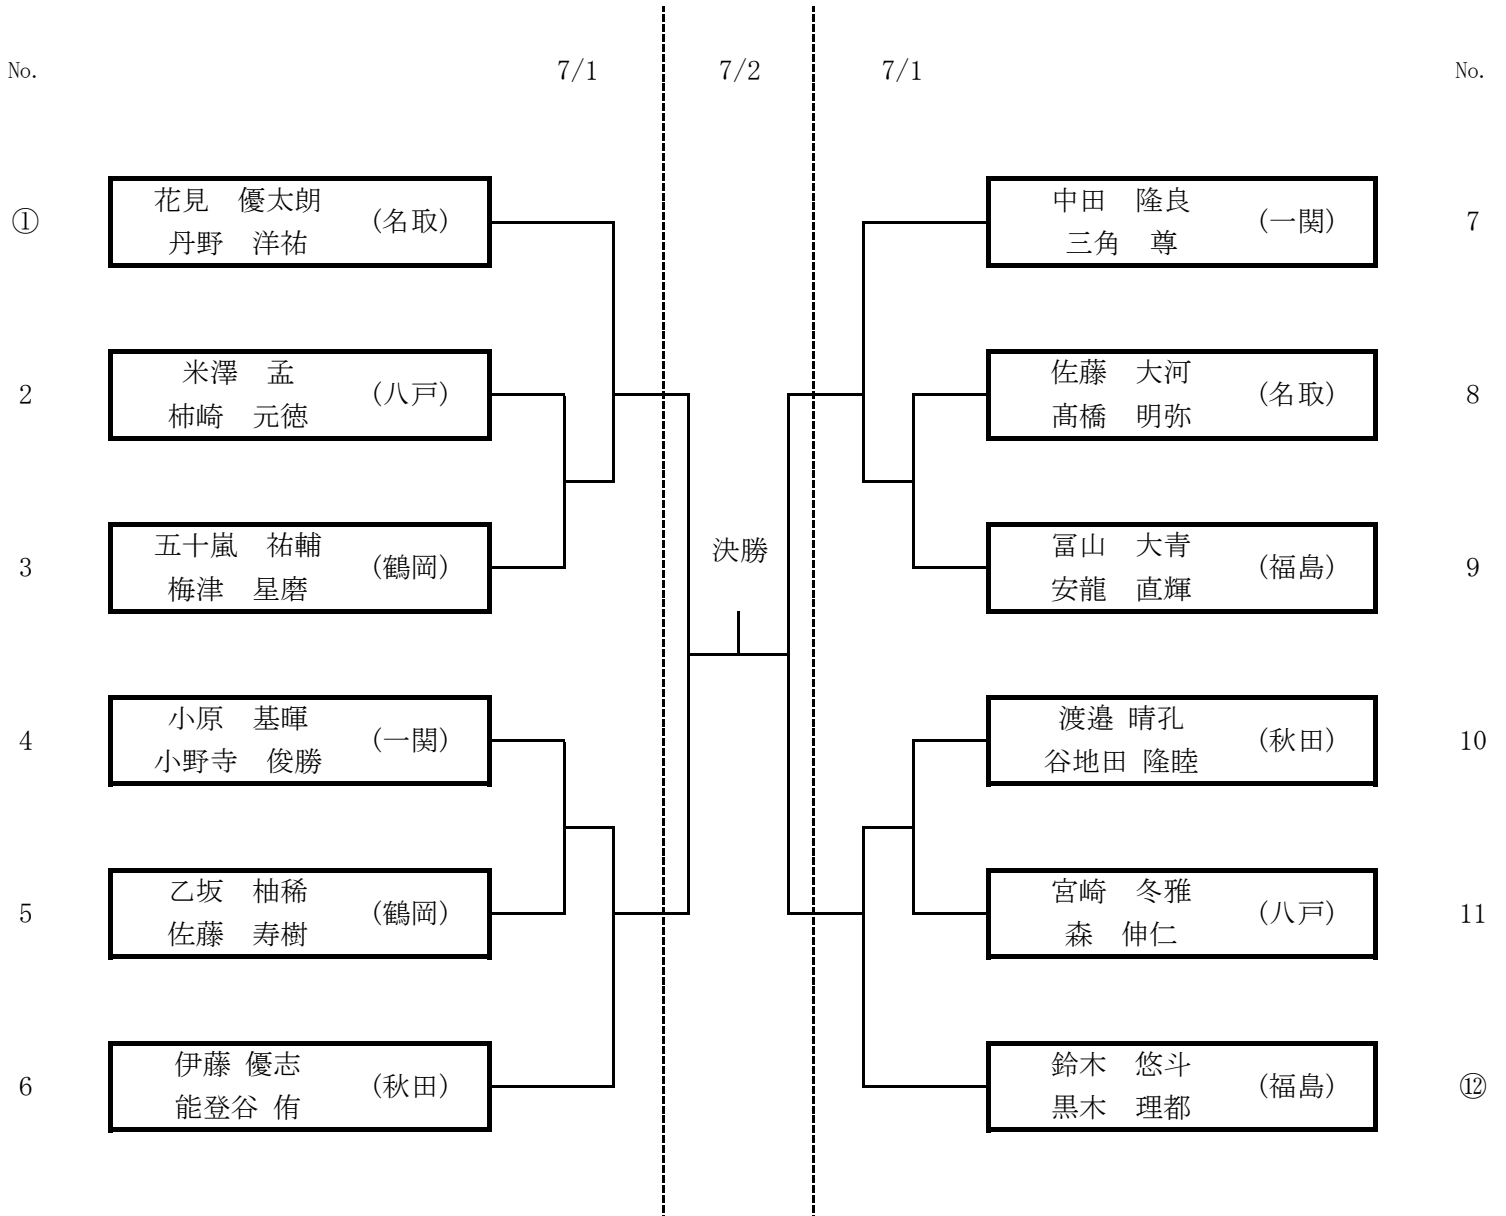 No. 7/1 7/2 7/1 No.
① 花見 優太朗 (名取)
丹野 洋祐
中田 隆良 (一関) 7
三角 尊
2 米澤 孟 (八戸)
柿崎 元徳
佐藤 大河 (名取) 8
髙橋 明弥
3 五十嵐 祐輔 (鶴岡)
梅津 星磨
決勝
冨山 大青 (福島) 9
安龍 直輝
4 小原 基暉 (一関)
小野寺 俊勝
渡邉 晴孔 (秋田) 10
谷地田 隆睦
5 乙坂 柚稀 (鶴岡)
佐藤 寿樹
宮崎 冬雅 (八戸) 11
森 伸仁
6 伊藤 優志 (秋田)
能登谷 侑
鈴木 悠斗 (福島) ⑫
黒木 理都